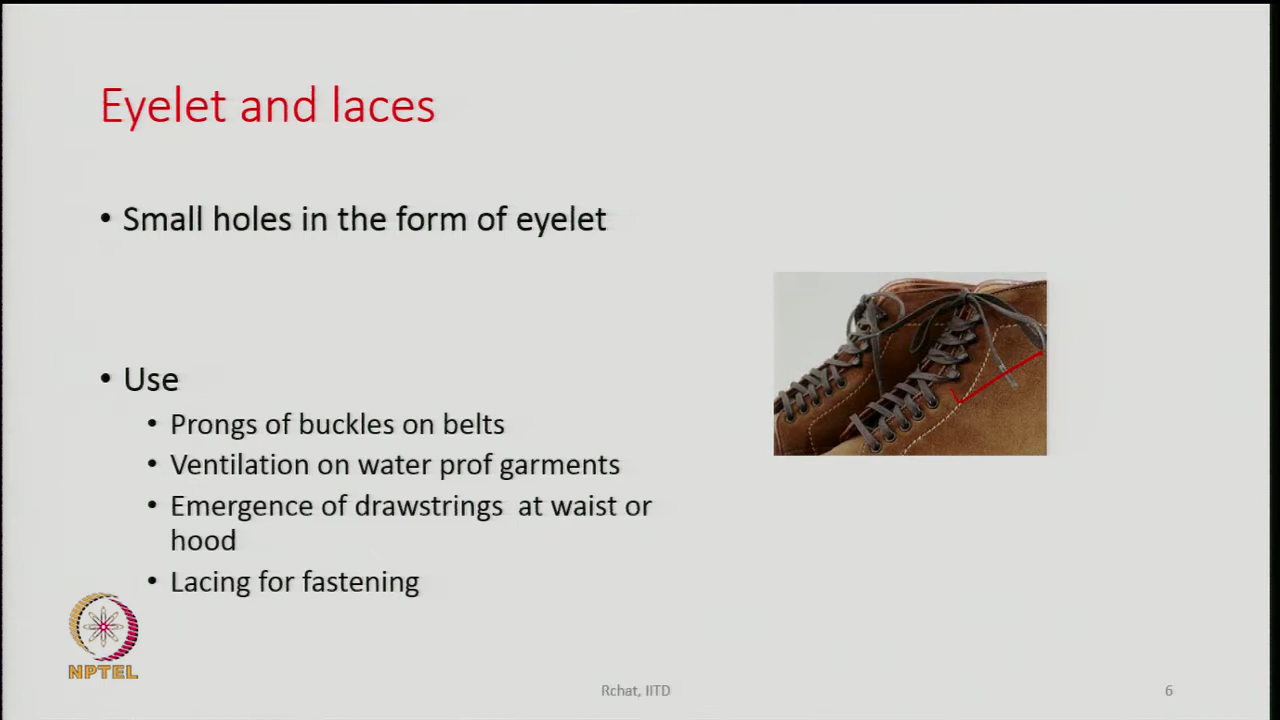 Eyelet and laces
• Small holes in the form of eyelet
• Use
• Prongs of buckles on belts
• Ventilation on water prof garments
• Emergence of drawstrings at waist or
hood
• Lacing for fastening
NPTEL
Rchat, IITD
6